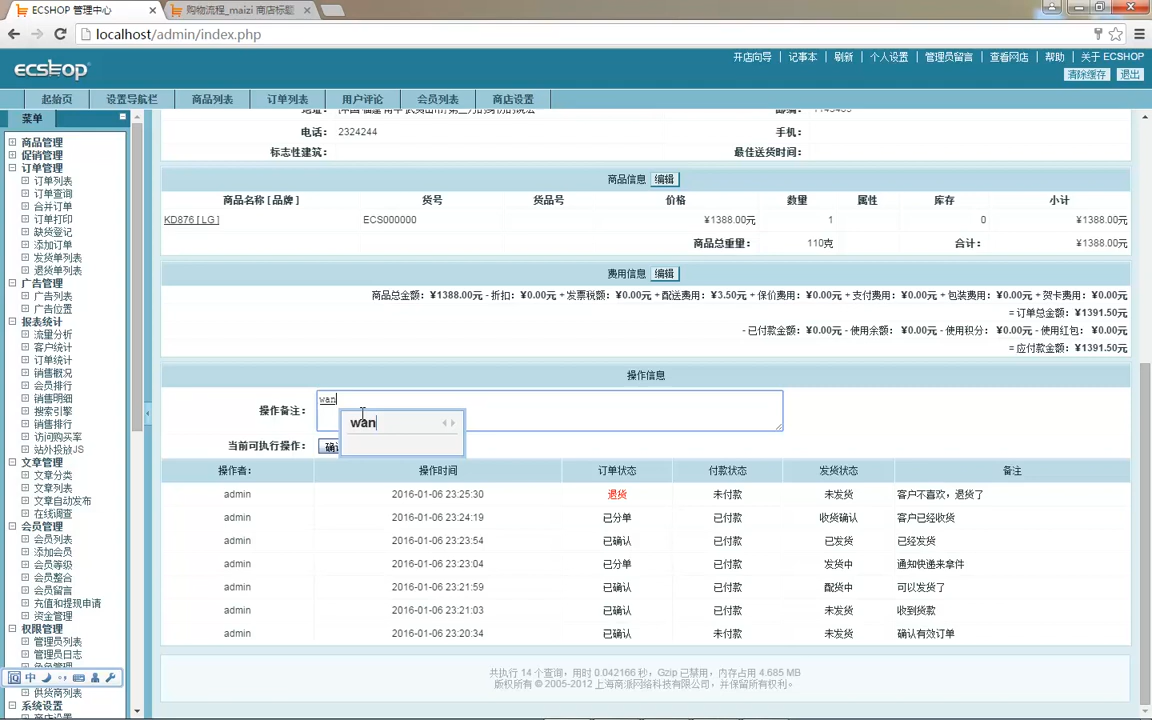 ECSHOP 管理中心
购物流程_maizi 商店标题
localhost/admin/index.php
ECSHOP
开店向导 记事本 刷新 个人设置 管理员留言 查看网店 帮助 关于 ECSHOP
清除缓存 退出
起始页 设置导航栏 商品列表 订单列表 用户评论 会员列表 商店设置
菜单
商品管理
促销管理
订单管理
订单列表
订单查询
合并订单
订单打印
缺货登记
添加订单
发货单列表
退货单列表
广告管理
广告列表
广告位置
报表统计
流量分析
客户统计
订单统计
销售概况
会员排行
销售明细
搜索引擎
销售排行
访问购买率
站外投放JS
文章管理
文章分类
文章列表
文章自动发布
在线调查
会员管理
会员列表
添加会员
会员等级
会员整合
会员留言
充值和提现申请
资金管理
权限管理
管理员列表
管理员日志
中
供货商列表
系统设置
电话： 2324244 手机：
标志性建筑： 最佳送货时间：
商品信息 编辑
商品名称 [ 品牌 ] 货号 货品号 价格 数量 属性 库存 小计
KD876 [ LG ] ECS000000 ¥1388.00元 1 0 ¥1388.00元
商品总重量： 110克 合计： ¥1388.00元
费用信息 编辑
商品总金额：¥1388.00元 - 折扣：¥0.00元 + 发票税额：¥0.00元 + 配送费用：¥3.50元 + 保价费用：¥0.00元 + 支付费用：¥0.00元 + 包装费用：¥0.00元 + 贺卡费用：¥0.00元
= 订单总金额：¥1391.50元
- 已付款金额：¥0.00元 - 使用余额：¥0.00元 - 使用积分：¥0.00元 - 使用红包：¥0.00元
= 应付款金额：¥1391.50元
操作信息
操作备注： wan
wan
当前可执行操作：
操作者： 操作时间 订单状态 付款状态 发货状态 备注
admin 2016-01-06 23:25:30 退货 未付款 未发货 客户不喜欢，退货了
admin 2016-01-06 23:24:19 已分单 已付款 收货确认 客户已经收货
admin 2016-01-06 23:23:54 已确认 已付款 已发货 已经发货
admin 2016-01-06 23:23:04 已分单 已付款 发货中 通知快递来拿件
admin 2016-01-06 23:21:59 已确认 已付款 配货中 可以发货了
admin 2016-01-06 23:21:03 已确认 已付款 未发货 收到货款
admin 2016-01-06 23:20:34 已确认 未付款 未发货 确认有效订单
共执行 14 个查询，用时 0.042166 秒，Gzip 已禁用，内存占用 4.685 MB
版权所有 © 2005-2012 上海商派网络科技有限公司，并保留所有权利。